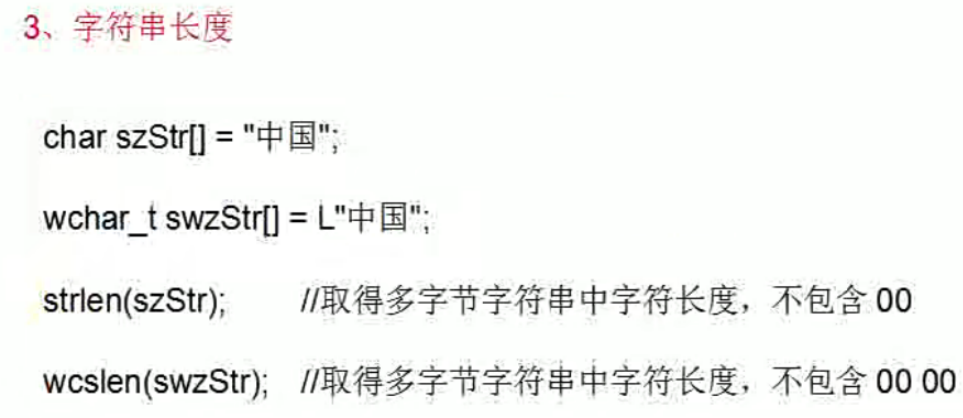 3、字符串长度
char szStr[] = "中国";
wchar_t swzStr[] = L"中国";
strlen(szStr); //取得多字节字符串中字符长度，不包含 00
wcslen(swzStr); //取得多字节字符串中字符长度，不包含 00 00